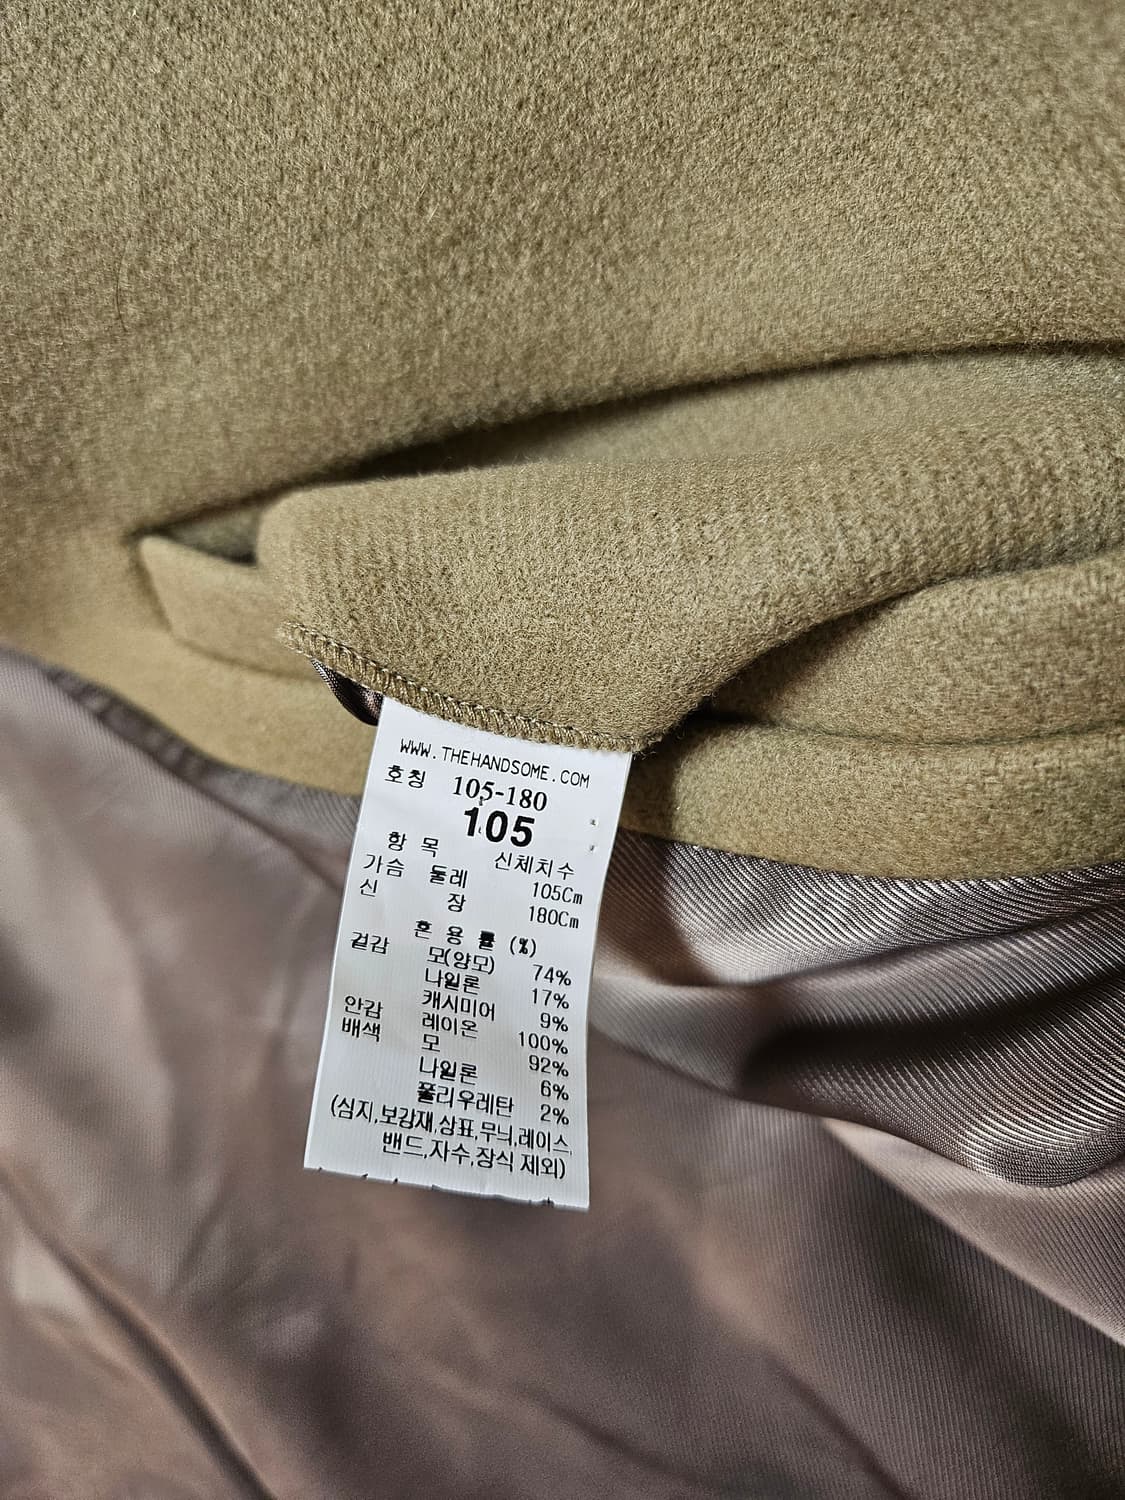 WWW.THEHANDSOME.COM
호칭 105-180
105
항 목 신체치수
가슴 둘레 105Cm
신 장 180Cm
혼 용 률 (%)
겉감 모(양모) 74%
나일론 17%
캐시미어 9%
안감 레이온 100%
배색 모 92%
나일론 6%
폴리우레탄 2%
(심지,보강재,상표,무늬,레이스,
밴드,자수,장식 제외)